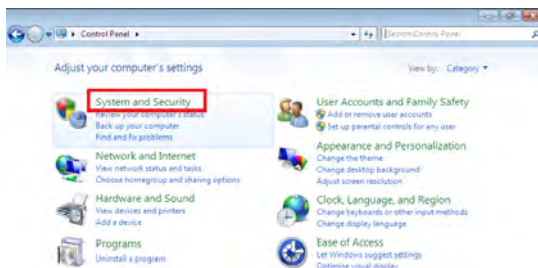 Control Panel
Search Control Panel
Adjust your computer's settings
View by: Category
System and Security
Review your computer's status
Back up your computer
Find and fix problems
Network and Internet
View network status and tasks
Choose homegroup and sharing options
Hardware and Sound
View devices and printers
Add a device
Programs
Uninstall a program
User Accounts and Family Safety
Add or remove user accounts
Set up parental controls for any user
Appearance and Personalization
Change the theme
Change desktop background
Adjust screen resolution
Clock, Language, and Region
Change keyboards or other input methods
Change display language
Ease of Access
Let Windows suggest settings
Optimize visual display